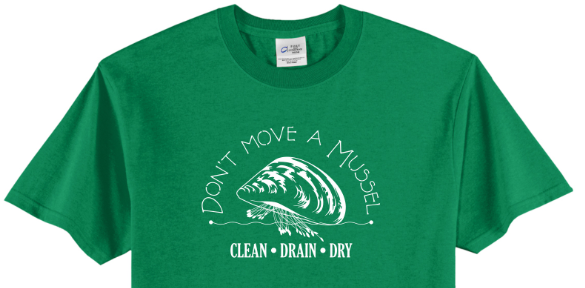 DON'T MOVE A MUSSEL
CLEAN • DRAIN • DRY